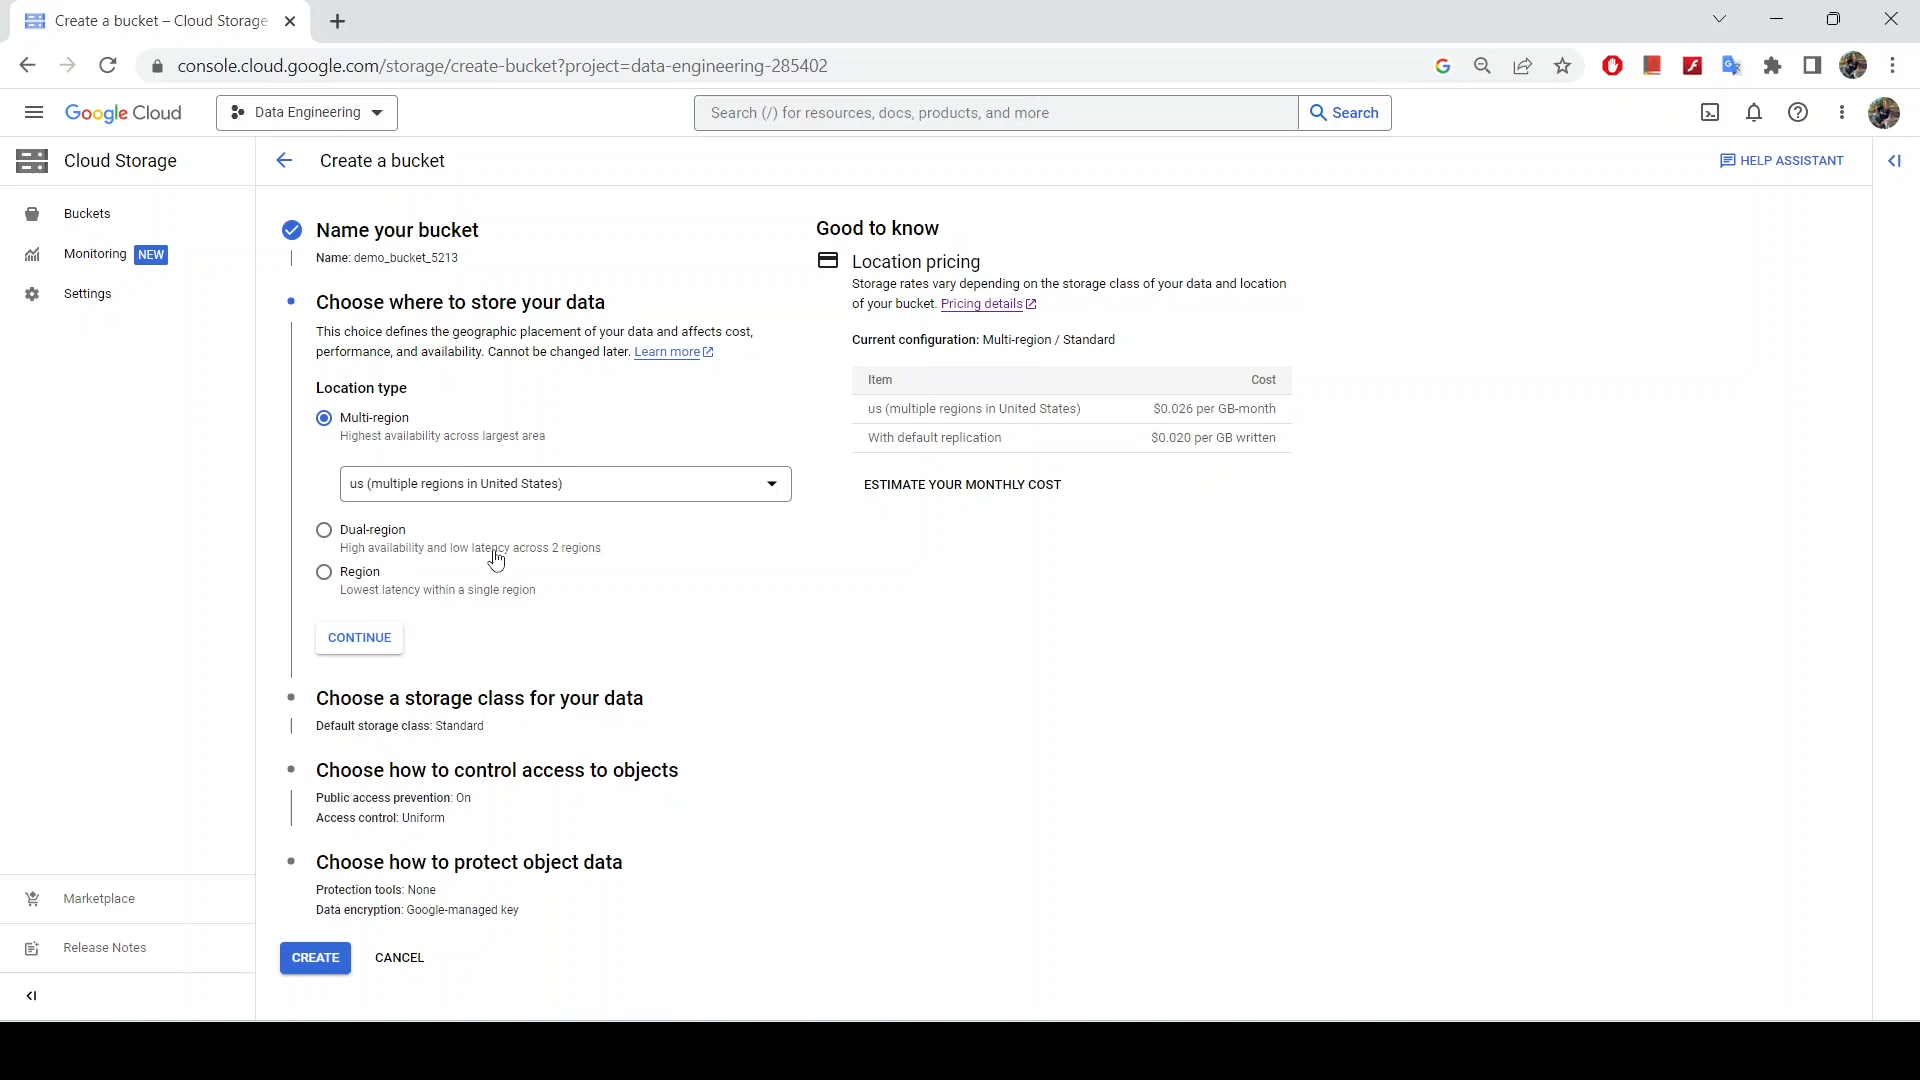 Create a bucket – Cloud Storage
console.cloud.google.com/storage/create-bucket?project=data-engineering-285402
Google Cloud
Data Engineering
Search (/) for resources, docs, products, and more
Search
Cloud Storage
Create a bucket
HELP ASSISTANT
Buckets
Monitoring NEW
Settings
Marketplace
Release Notes
Name your bucket
Name: demo_bucket_5213
Choose where to store your data
This choice defines the geographic placement of your data and affects cost,
performance, and availability. Cannot be changed later. Learn more
Location type
Multi-region
Highest availability across largest area
us (multiple regions in United States)
Dual-region
High availability and low latency across 2 regions
Region
Lowest latency within a single region
CONTINUE
Choose a storage class for your data
Default storage class: Standard
Choose how to control access to objects
Public access prevention: On
Access control: Uniform
Choose how to protect object data
Protection tools: None
Data encryption: Google-managed key
CREATE CANCEL
Good to know
Location pricing
Storage rates vary depending on the storage class of your data and location
of your bucket. Pricing details
Current configuration: Multi-region / Standard
Item Cost
us (multiple regions in United States) $0.026 per GB-month
With default replication $0.020 per GB written
ESTIMATE YOUR MONTHLY COST